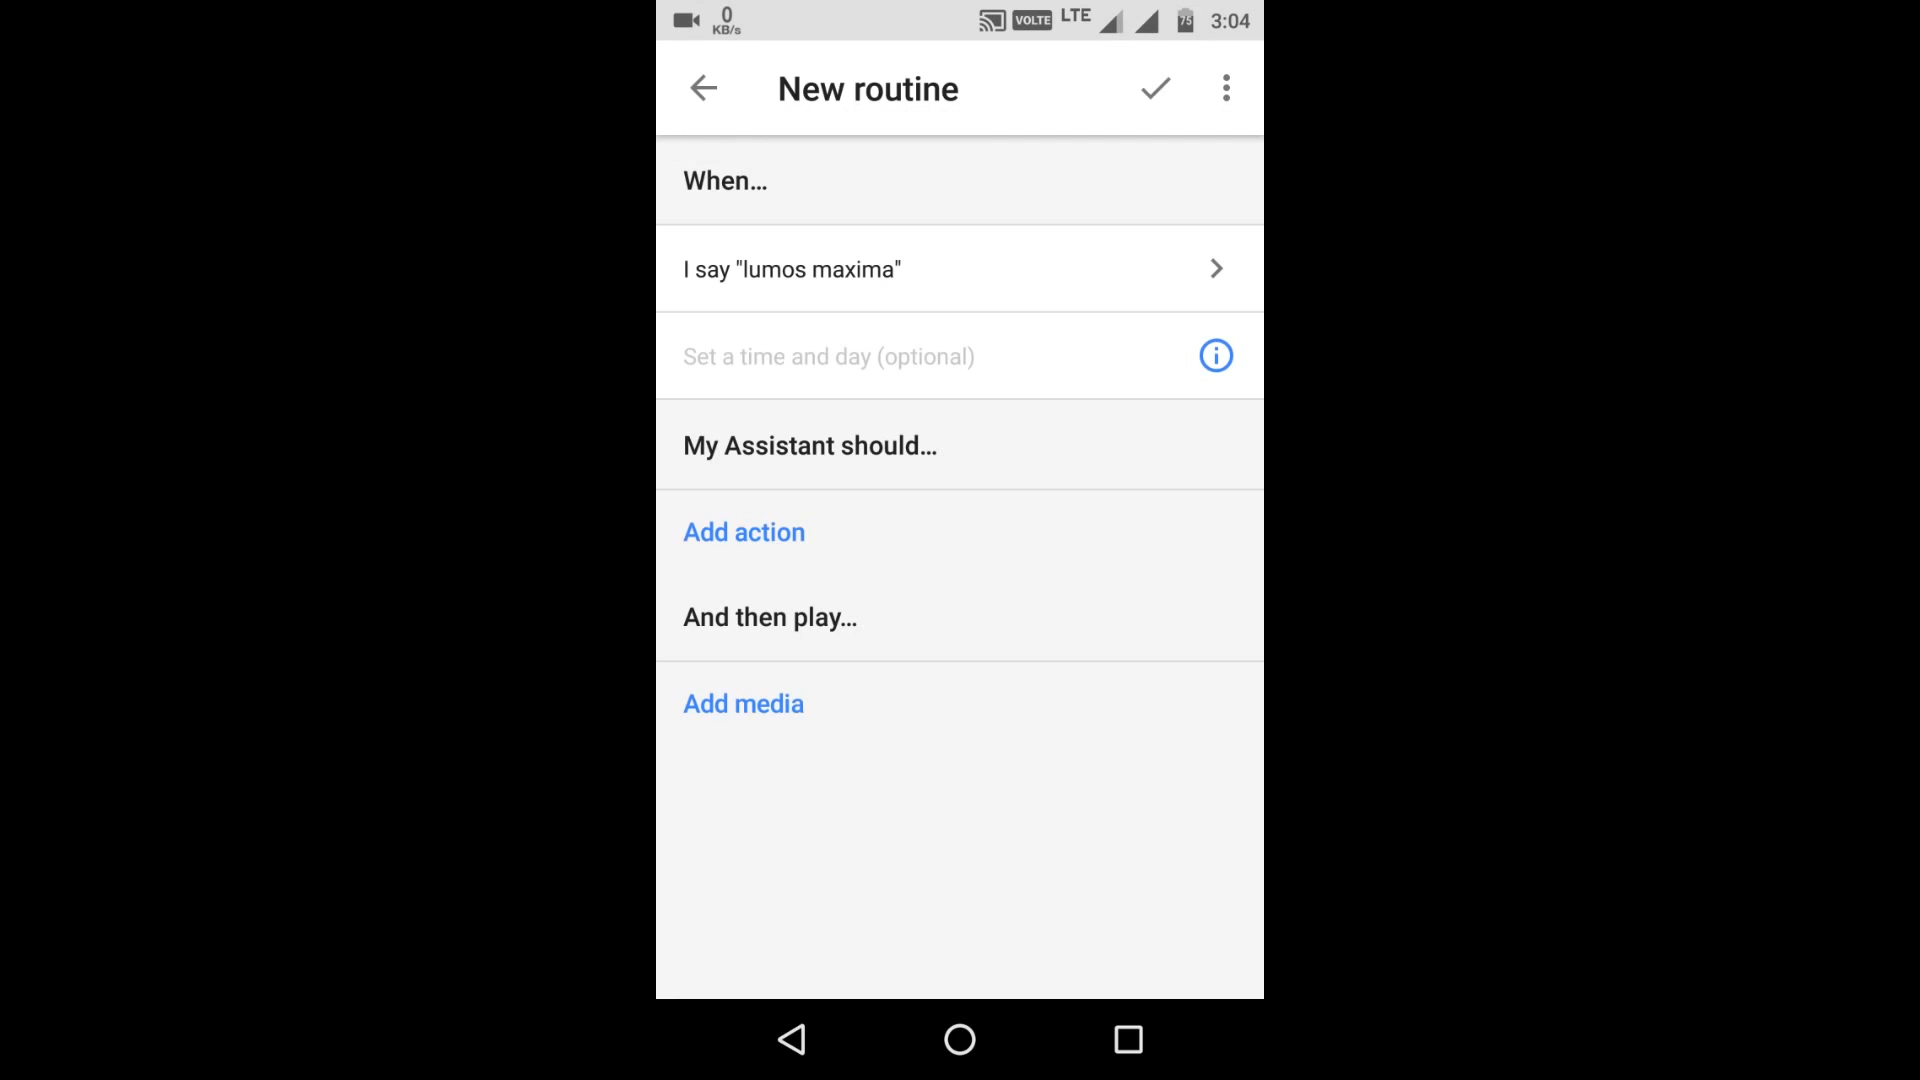 0
KB/s
VOLTE LTE 75 3:04
New routine
When...
I say "lumos maxima"
Set a time and day (optional)
My Assistant should...
Add action
And then play...
Add media